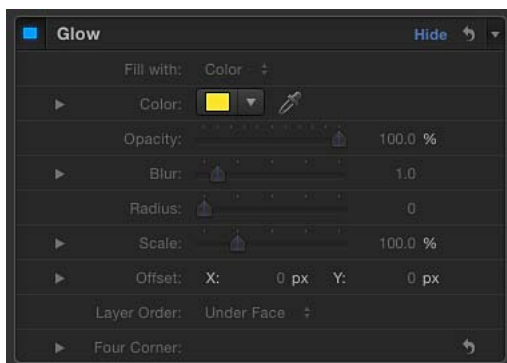 Glow Hide
Fill with: Color
Color:
Opacity: 100.0 %
Blur: 1.0
Radius: 0
Scale: 100.0 %
Offset: X: 0 px Y: 0 px
Layer Order: Under Face
Four Corner: